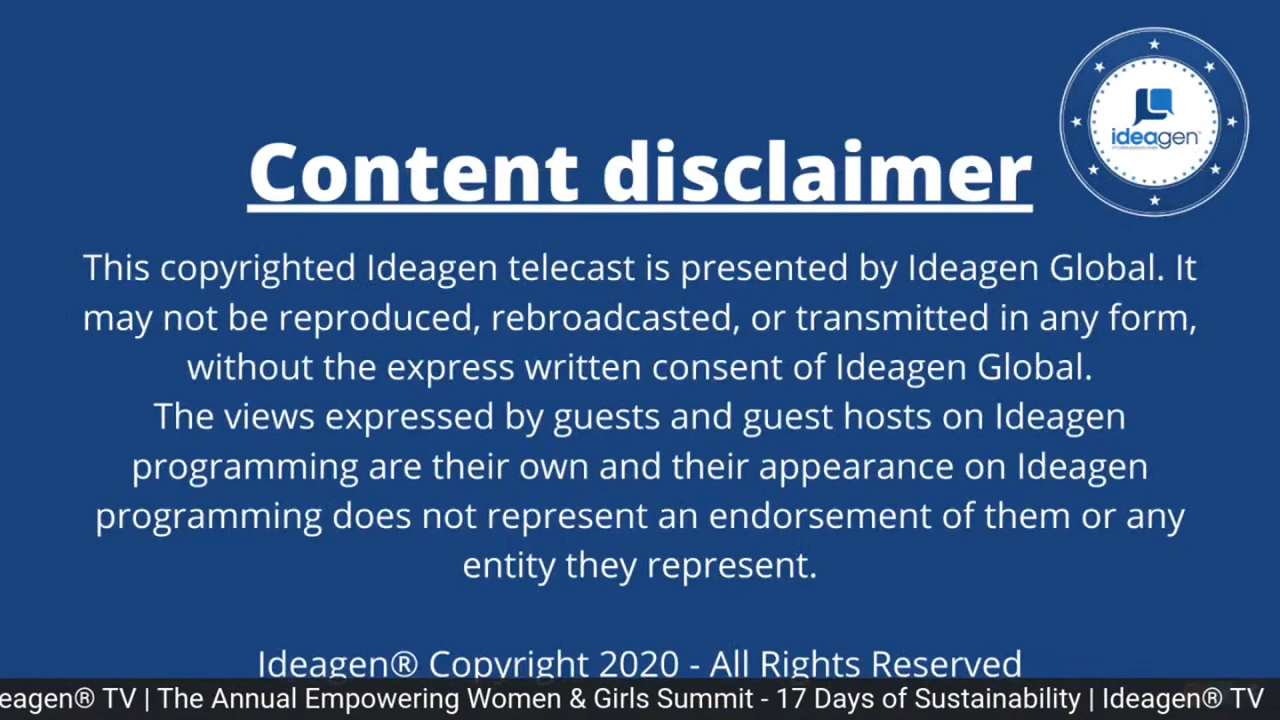 ideagen
Content disclaimer
This copyrighted Ideagen telecast is presented by Ideagen Global. It
may not be reproduced, rebroadcasted, or transmitted in any form,
without the express written consent of Ideagen Global.
The views expressed by guests and guest hosts on Ideagen
programming are their own and their appearance on Ideagen
programming does not represent an endorsement of them or any
entity they represent.
Ideagen® Copyright 2020 - All Rights Reserved
eagen® TV | The Annual Empowering Women & Girls Summit - 17 Days of Sustainability | Ideagen® TV